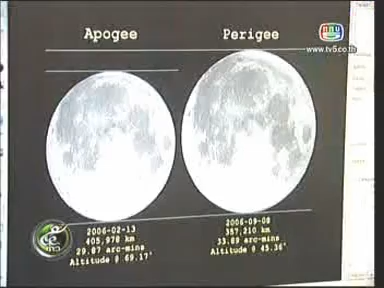 Apogee
Perigee
www.tv5.co.th
2006-02-13
405,978 km
29.87 arc-mins
Altitude @ 69.17°
2006-09-08
357,210 km
33.89 arc-mins
Altitude @ 45.36°